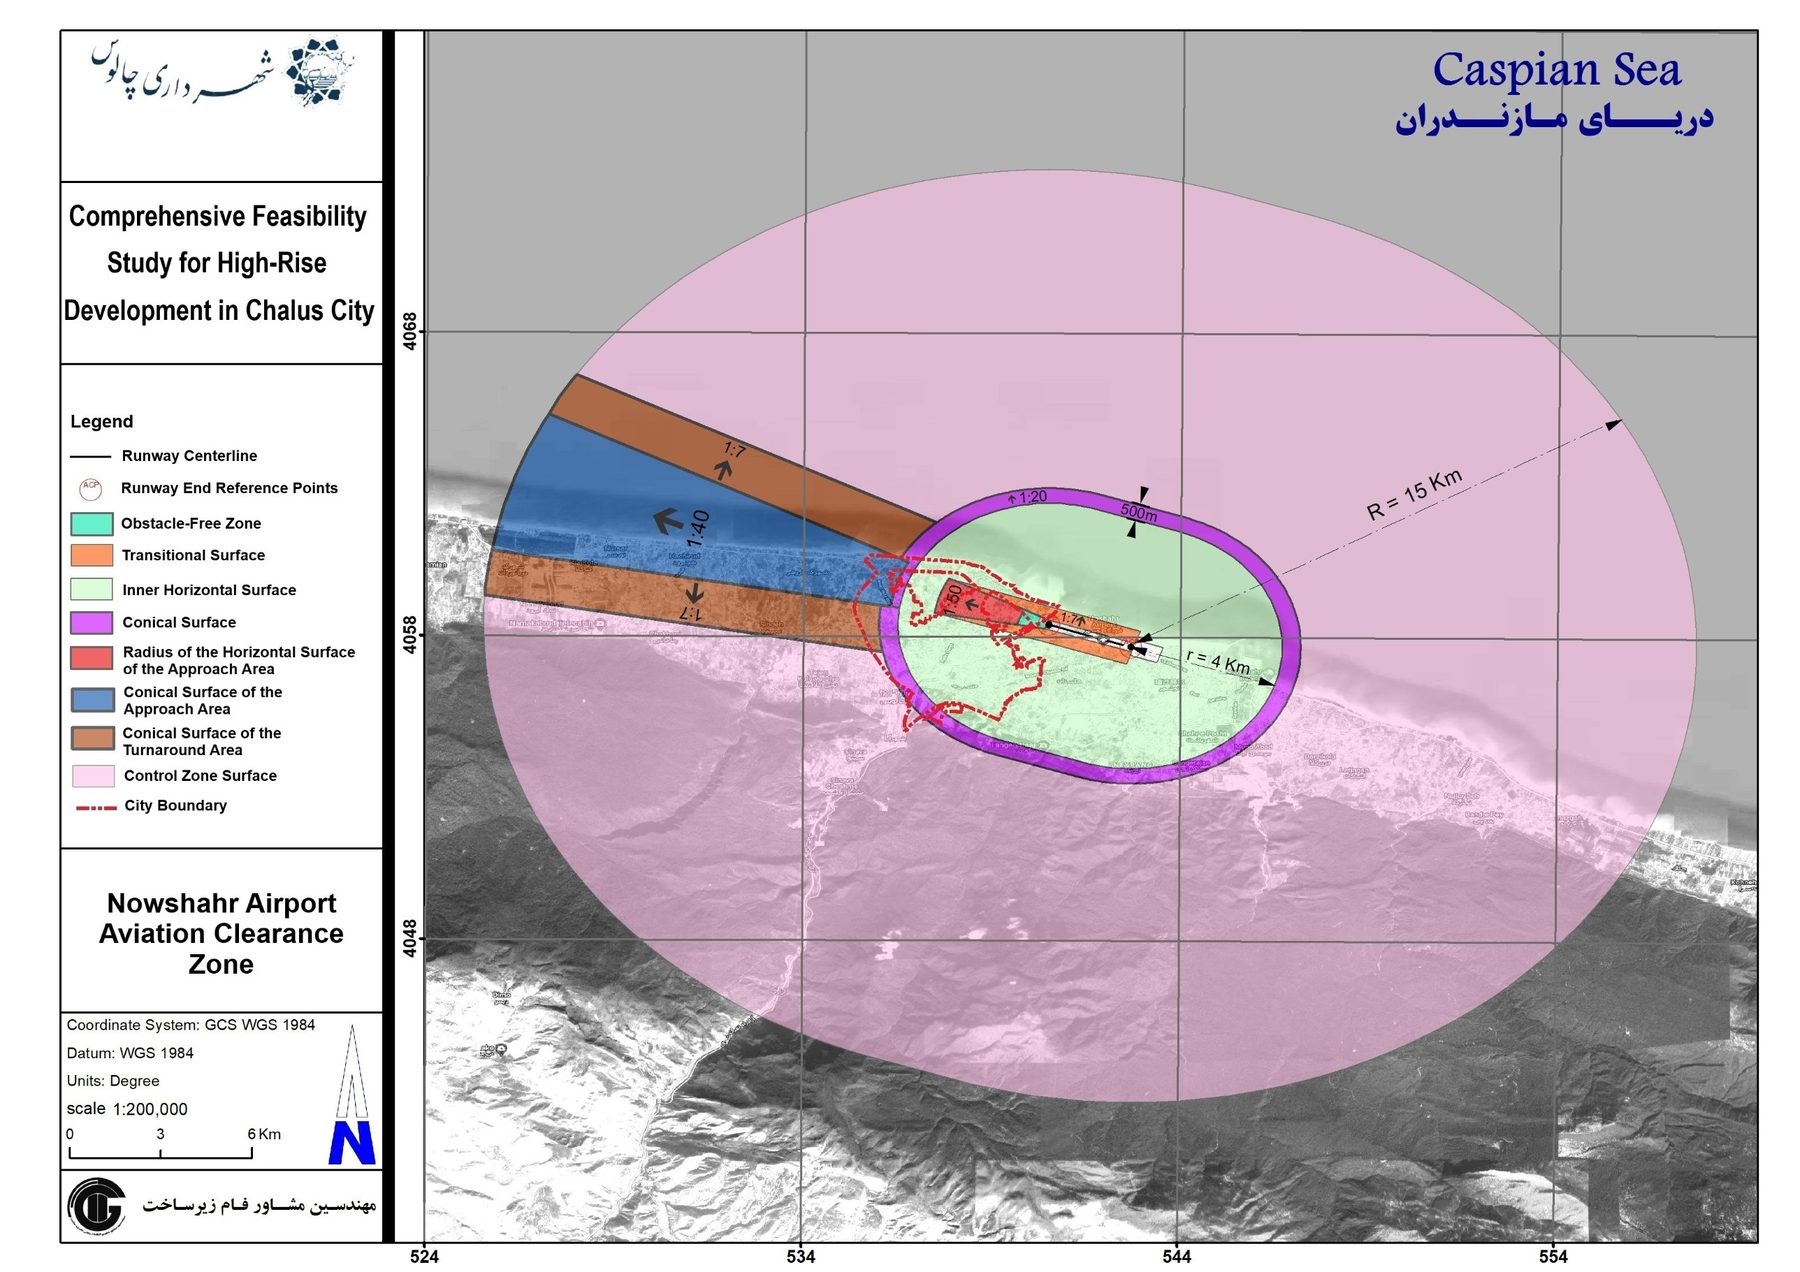 شهرداری چالوس
Comprehensive Feasibility
Study for High-Rise
Development in Chalus City
Legend
Runway Centerline
ACP
Runway End Reference Points
Obstacle-Free Zone
Transitional Surface
Inner Horizontal Surface
Conical Surface
Radius of the Horizontal Surface
of the Approach Area
Conical Surface of the
Approach Area
Conical Surface of the
Turnaround Area
Control Zone Surface
City Boundary
Nowshahr Airport
Aviation Clearance
Zone
Coordinate System: GCS WGS 1984
Datum: WGS 1984
Units: Degree
scale 1:200,000
0 3 6 Km
N
مهندسین مشاور فام زیرساخت
Caspian Sea
دریای مازندران
4068
4058
4048
524
534
544
554
1:7
1:40
1:7
1:20
500m
R = 15 Km
1:50
1:7
r = 4 Km
Dinso